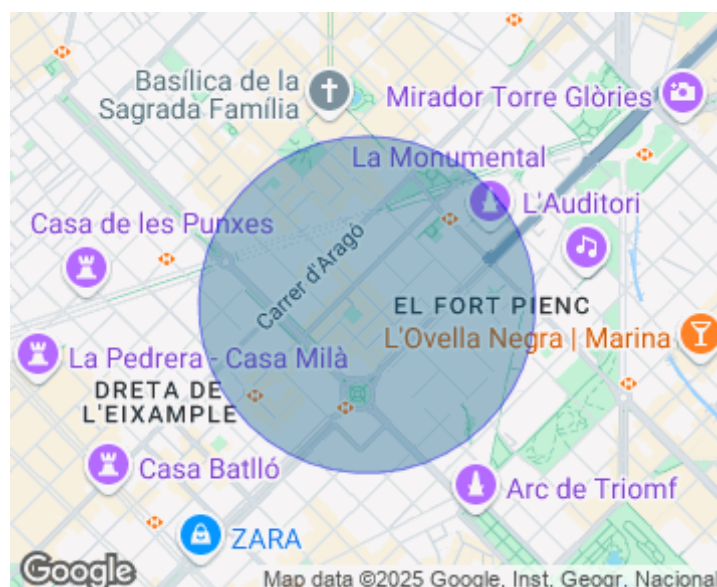 Basílica de la
Sagrada Família
Mirador Torre Glòries
La Monumental
L'Auditori
Casa de les Punxes
Carrer d'Aragó
EL FORT PIENC
L'Ovella Negra | Marina
La Pedrera - Casa Milà
DRETA DE
L'EIXAMPLE
Casa Batlló
Arc de Triomf
ZARA
Google
Map data ©2025 Google, Inst. Geogr. Nacional